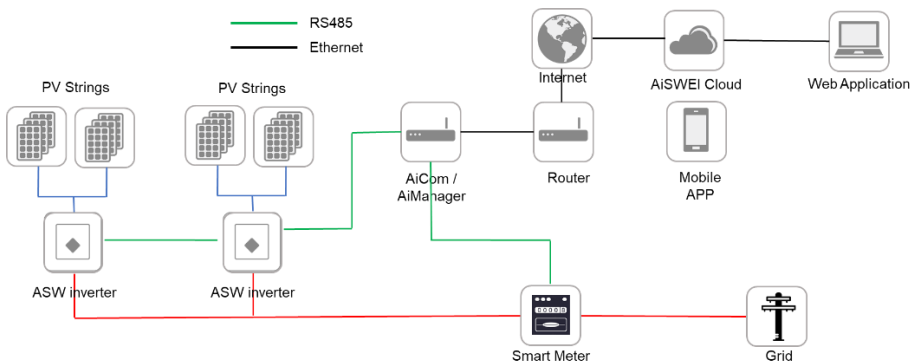 RS485
Ethernet
PV Strings
PV Strings
Internet
AiSWEI Cloud
Web Application
AiCom /
AiManager
Router
Mobile
APP
ASW inverter
ASW inverter
Smart Meter
Grid